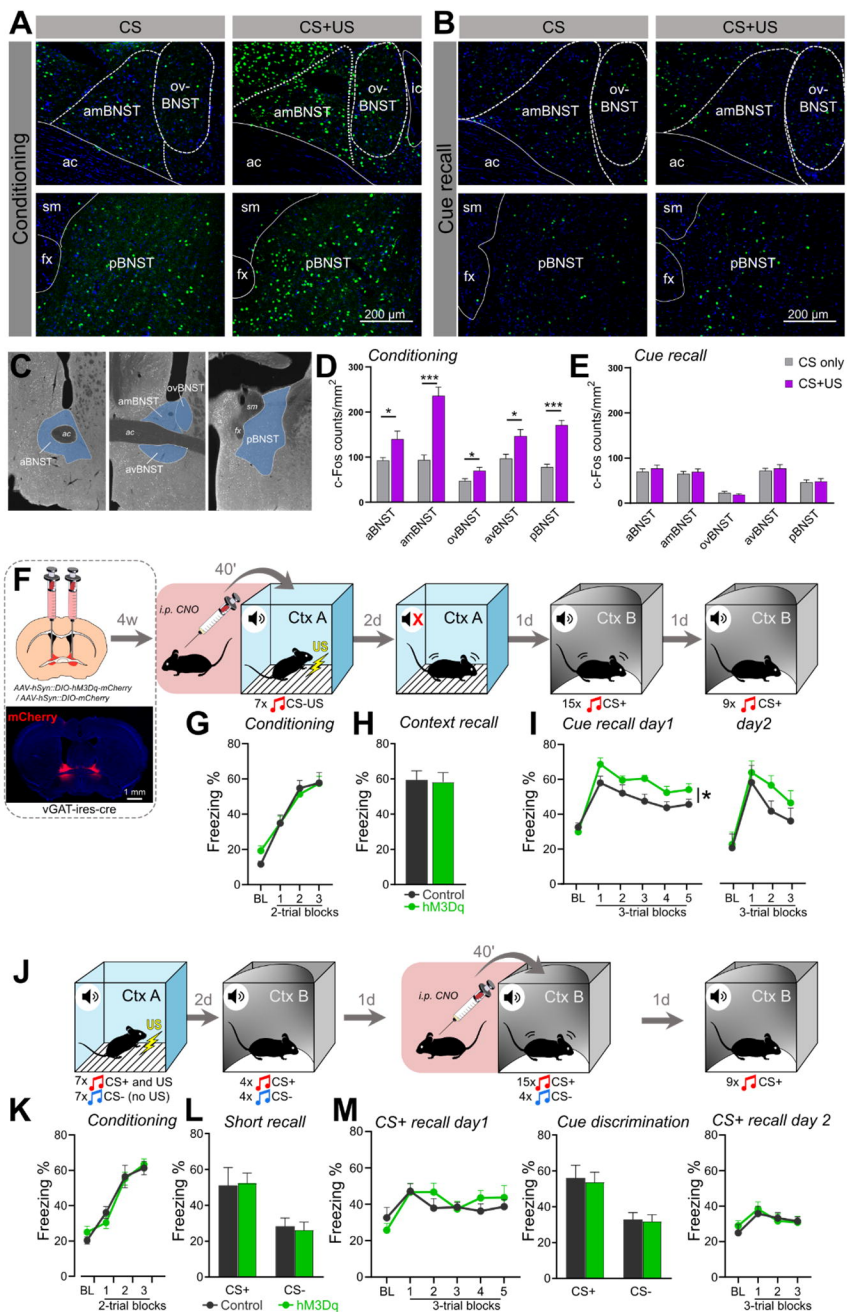 A
CS
CS+US
B
CS
CS+US
Conditioning
Cue recall
amBNST
ov-
BNST
amBNST
ov-
BNST
ic
amBNST
ov-
BNST
amBNST
ov-
BNST
ac
ac
ac
ac
sm
fx
pBNST
sm
fx
pBNST
200 µm
sm
fx
pBNST
sm
fx
pBNST
200 µm
C
ac
aBNST
amBNST
ovBNST
ac
avBNST
sm
fx
pBNST
D
Conditioning
c-Fos counts/mm²
300
200
100
0
*
***
*
*
***
aBNST
amBNST
ovBNST
avBNST
pBNST
E
Cue recall
CS only
CS+US
c-Fos counts/mm²
300
200
100
0
aBNST
amBNST
ovBNST
avBNST
pBNST
F
AAV-hSyn::DIO-hM3Dq-mCherry
/ AAV-hSyn::DIO-mCherry
mCherry
1 mm
vGAT-ires-cre
4w
40'
i.p. CNO
Ctx A
US
7x CS-US
2d
X
Ctx A
1d
Ctx B
15x CS+
1d
Ctx B
9x CS+
G
Conditioning
Freezing %
80
60
40
20
0
BL 1 2 3
2-trial blocks
H
Context recall
Freezing %
80
60
40
20
0
Control
hM3Dq
I
Cue recall day1
Freezing %
80
60
40
20
0
*
BL 1 2 3 4 5
3-trial blocks
day2
80
60
40
20
0
BL 1 2 3
3-trial blocks
J
Ctx A
US
7x CS+ and US
7x CS- (no US)
2d
Ctx B
4x CS+
4x CS-
1d
40'
i.p. CNO
Ctx B
15x CS+
4x CS-
1d
Ctx B
9x CS+
K
Conditioning
Freezing %
80
60
40
20
0
BL 1 2 3
2-trial blocks
L
Short recall
Freezing %
80
60
40
20
0
CS+ CS-
Control hM3Dq
M
CS+ recall day1
Freezing %
80
60
40
20
0
BL 1 2 3 4 5
3-trial blocks
Cue discrimination
80
60
40
20
0
CS+ CS-
CS+ recall day 2
80
60
40
20
0
BL 1 2 3
3-trial blocks